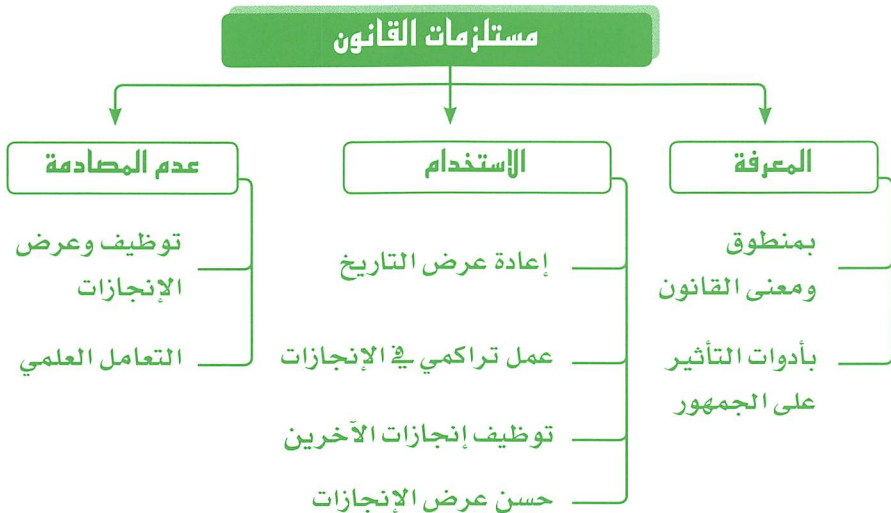 مستلزمات القانون
المعرفة
بمنطوق
ومعنى القانون
بأدوات التأثير
على الجمهور
الاستخدام
إعادة عرض التاريخ
عمل تراكمي في الإنجازات
توظيف إنجازات الآخرين
حسن عرض الإنجازات
عدم المصادمة
توظيف وعرض
الإنجازات
التعامل العلمي